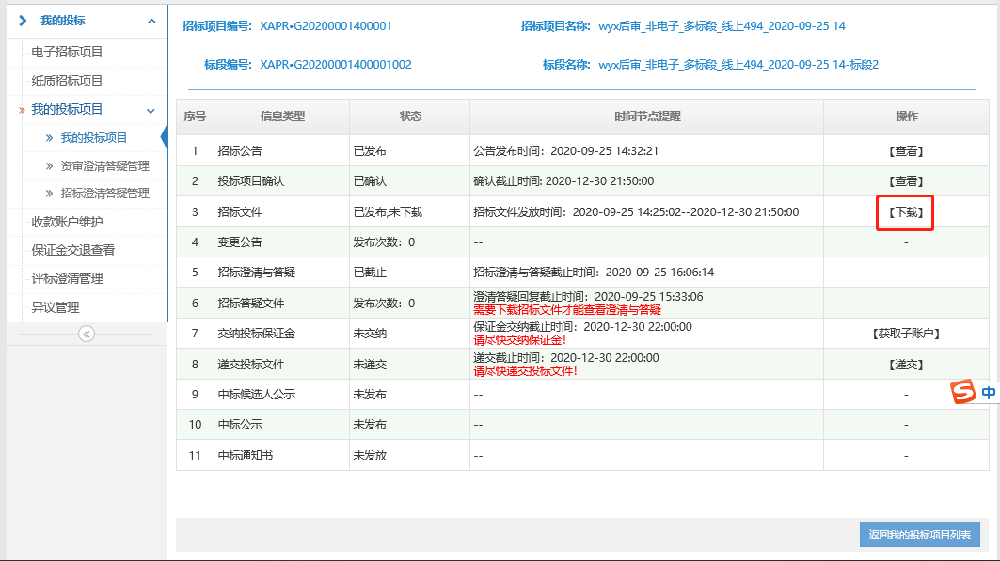 我的投标
电子招标项目
纸质招标项目
我的投标项目
我的投标项目
资审澄清答疑管理
招标澄清答疑管理
收款账户维护
保证金交退查看
评标澄清管理
异议管理
招标项目编号: XAPR•G20200001400001 招标项目名称: wyx后审_非电子_多标段_线上494_2020-09-25 14
标段编号: XAPR•G20200001400001002 标段名称: wyx后审_非电子_多标段_线上494_2020-09-25 14-标段2
序号 信息类型 状态 时间节点提醒 操作
1 招标公告 已发布 公告发布时间：2020-09-25 14:32:21 【查看】
2 投标项目确认 已确认 确认截止时间: 2020-12-30 21:50:00 【查看】
3 招标文件 已发布,未下载 招标文件发放时间：2020-09-25 14:25:02--2020-12-30 21:50:00 【下载】
4 变更公告 发布次数：0 -- -
5 招标澄清与答疑 已截止 招标澄清与答疑截止时间：2020-09-25 16:06:14 -
6 招标答疑文件 发布次数：0 澄清答疑回复截止时间：2020-09-25 15:33:06 -
需要下载招标文件才能查看澄清与答疑
7 交纳投标保证金 未交纳 保证金交纳截止时间：2020-12-30 22:00:00 【获取子账户】
请尽快交纳保证金！
8 递交投标文件 未递交 递交截止时间：2020-12-30 22:00:00 【递交】
请尽快递交投标文件！
9 中标候选人公示 未发布 -- -
10 中标公示 未发布 -- -
11 中标通知书 未发放 -- -
S 中
返回我的投标项目列表